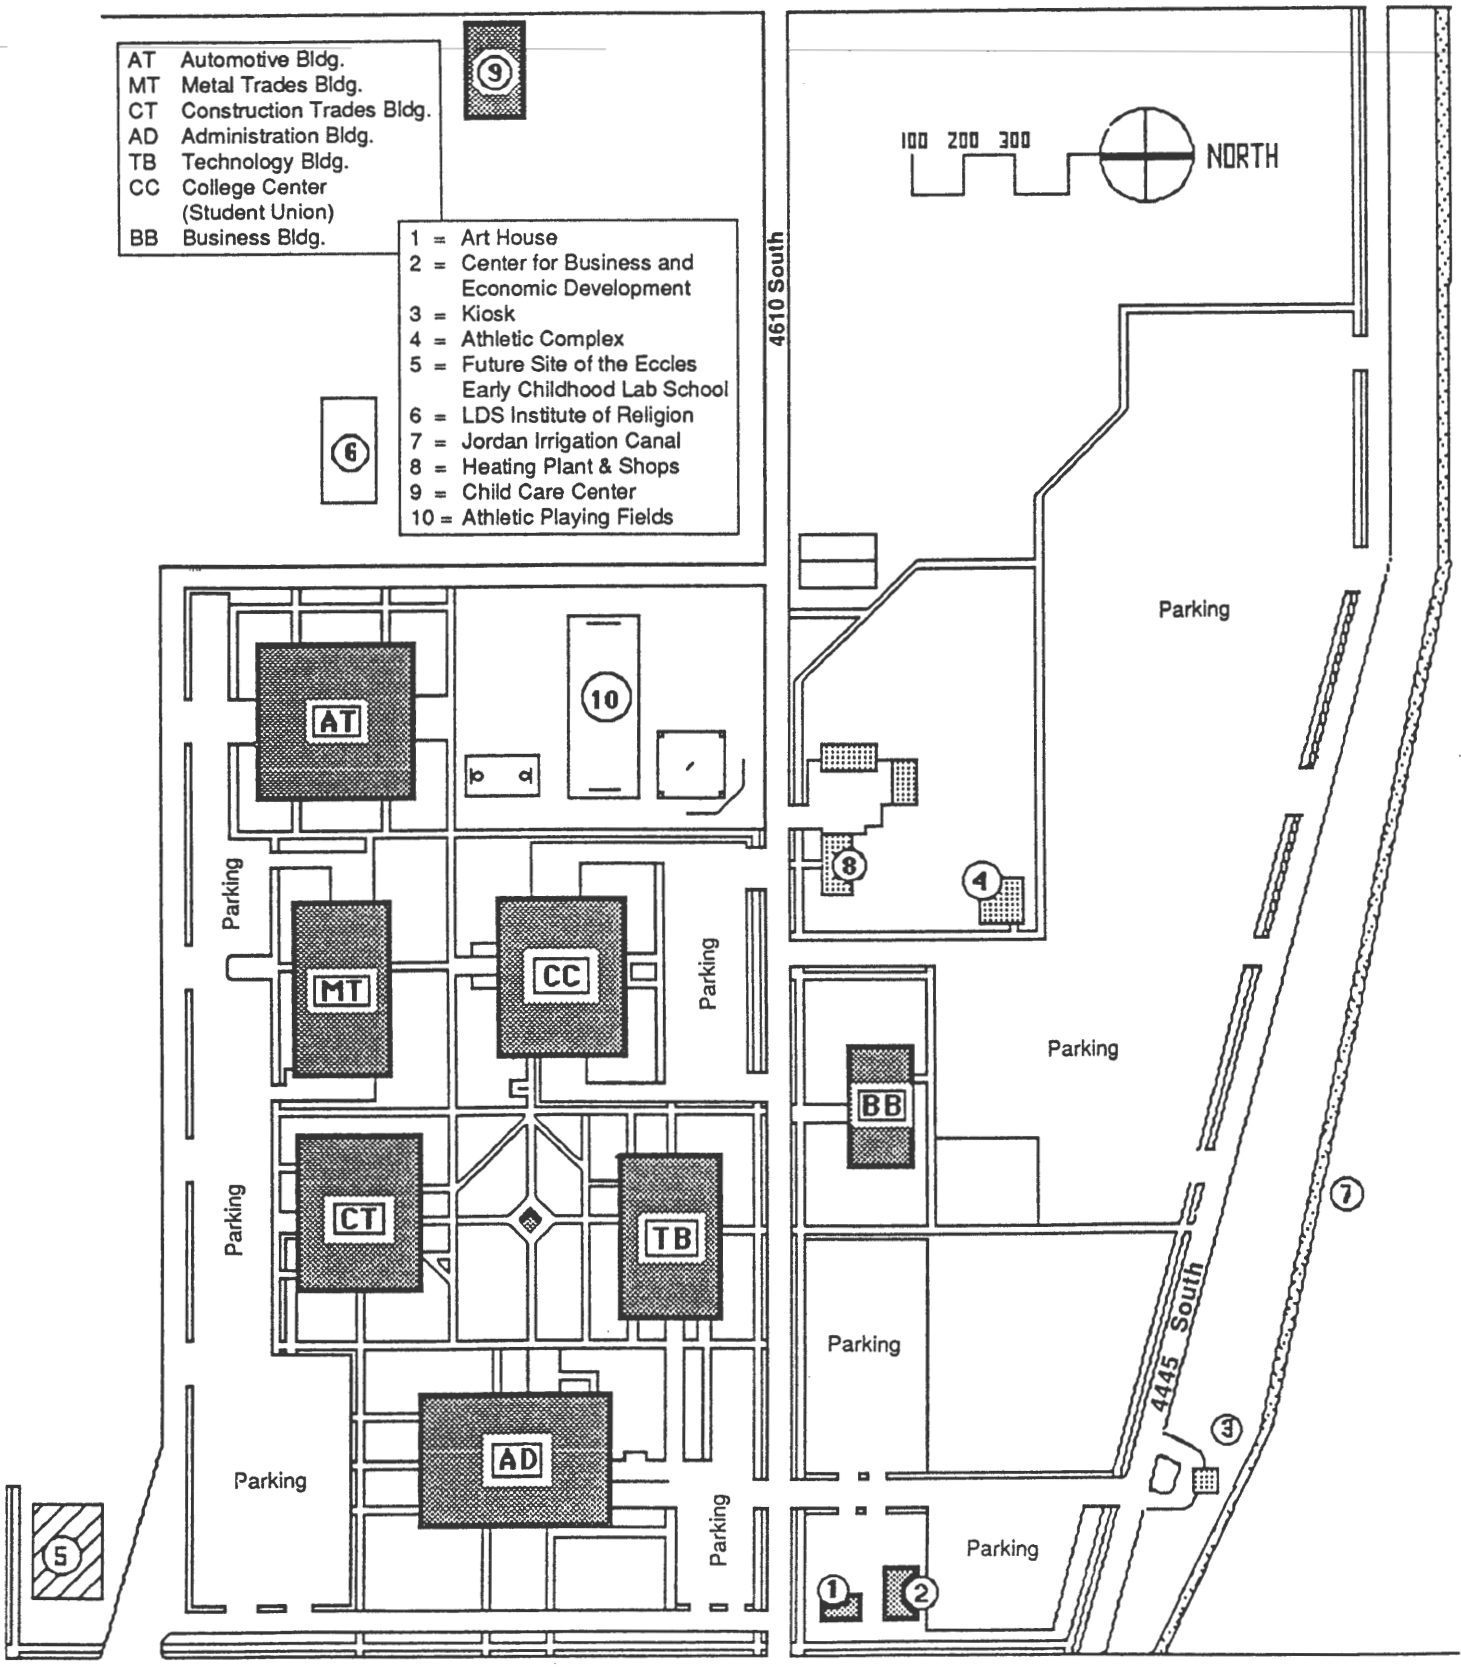 AT Automotive Bldg.
MT Metal Trades Bldg.
CT Construction Trades Bldg.
AD Administration Bldg.
TB Technology Bldg.
CC College Center
(Student Union)
BB Business Bldg.
1 = Art House
2 = Center for Business and
Economic Development
3 = Kiosk
4 = Athletic Complex
5 = Future Site of the Eccles
Early Childhood Lab School
6 = LDS Institute of Religion
7 = Jordan Irrigation Canal
8 = Heating Plant & Shops
9 = Child Care Center
10 = Athletic Playing Fields
9
100 200 300
NORTH
4610 South
6
Parking
AT
10
Parking
8
4
MT
CC
Parking
Parking
BB
7
Parking
CT
TB
4445 South
Parking
3
AD
Parking
Parking
Parking
5
1
2